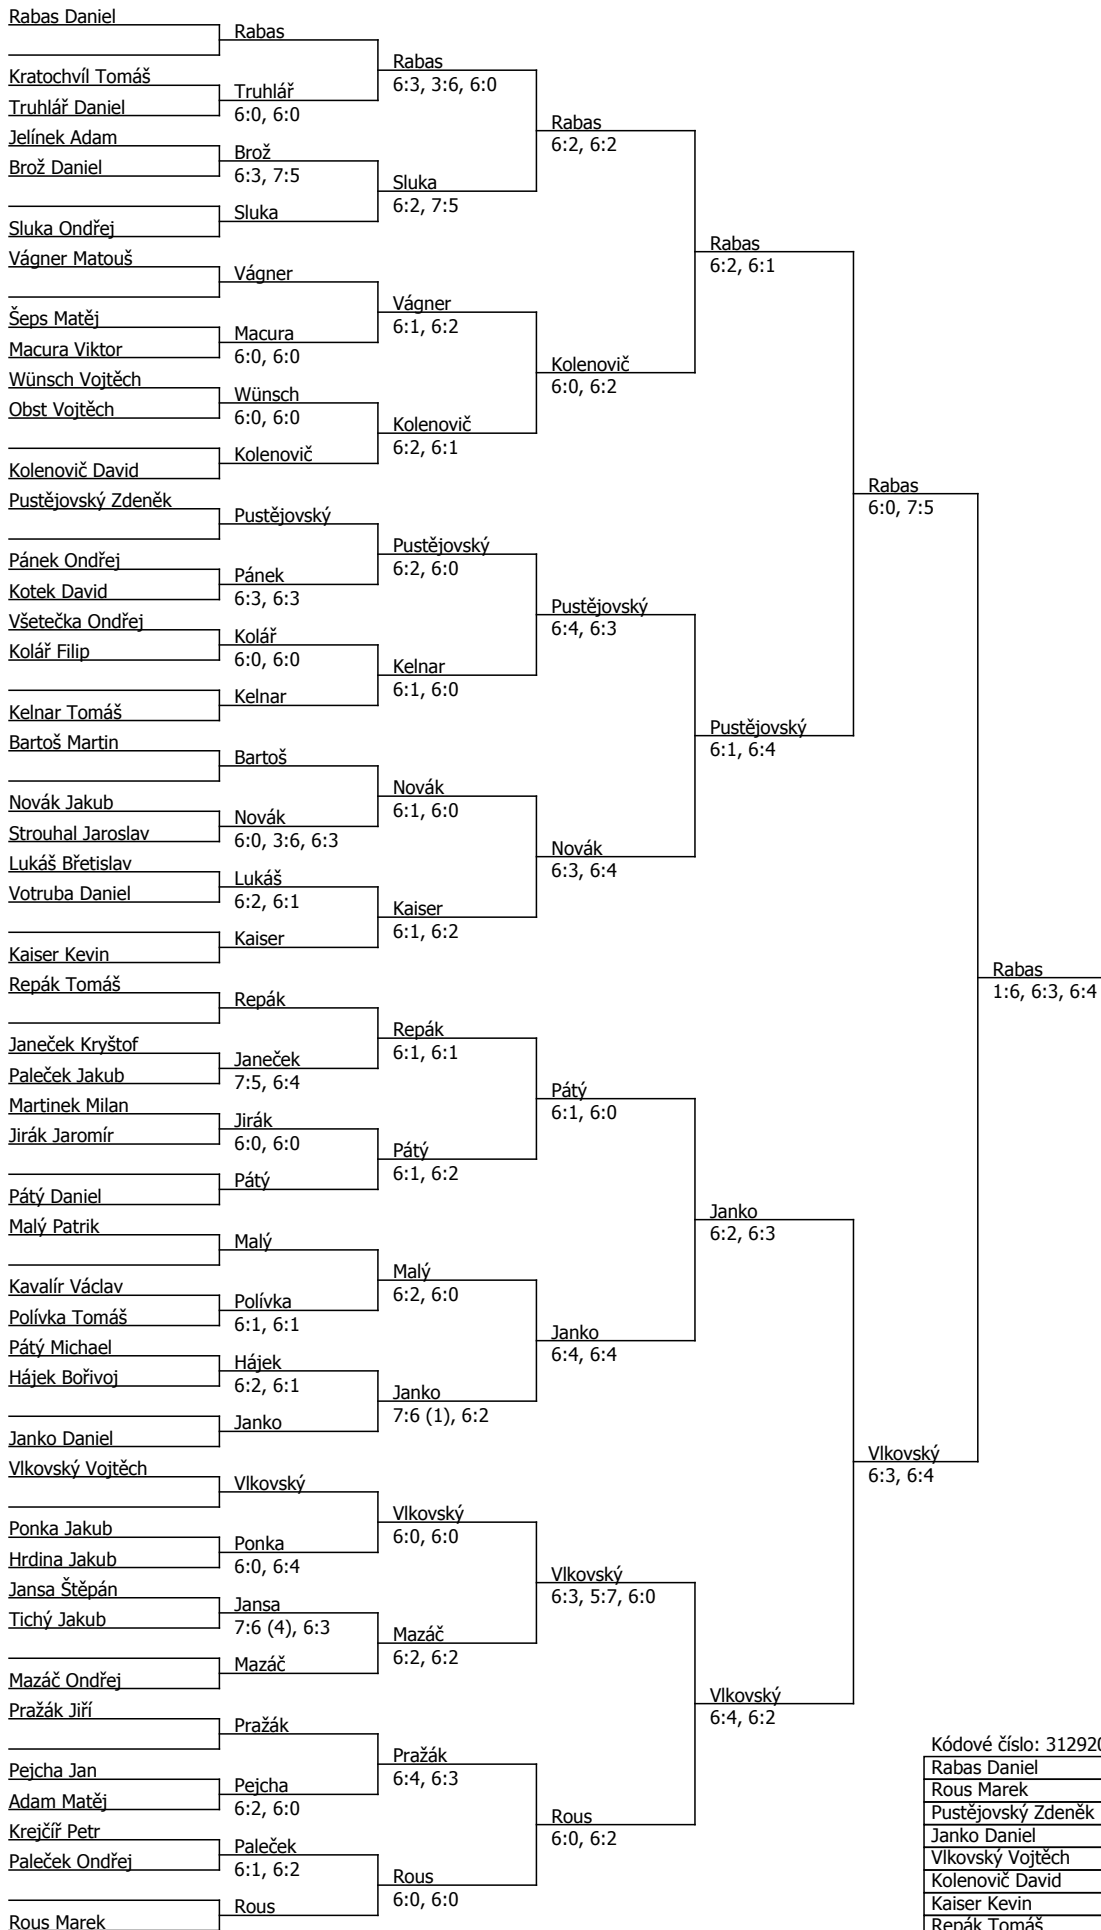 Rabas Daniel
Rabas
Rabas
6:3, 3:6, 6:0
Kratochvíl Tomáš
Truhlář Daniel
Truhlář
6:0, 6:0
Rabas
6:2, 6:2
Jelínek Adam
Brož Daniel
Brož
6:3, 7:5
Sluka
6:2, 7:5
Sluka
Sluka Ondřej
Rabas
6:2, 6:1
Vágner Matouš
Vágner
Vágner
6:1, 6:2
Šeps Matěj
Macura Viktor
Macura
6:0, 6:0
Kolenovič
6:0, 6:2
Wünsch Vojtěch
Obst Vojtěch
Wünsch
6:0, 6:0
Kolenovič
6:2, 6:1
Kolenovič
Kolenovič David
Rabas
6:0, 7:5
Pustějovský Zdeněk
Pustějovský
Pustějovský
6:2, 6:0
Pánek Ondřej
Kotek David
Pánek
6:3, 6:3
Pustějovský
6:4, 6:3
Všetečka Ondřej
Kolář Filip
Kolář
6:0, 6:0
Kelnar
6:1, 6:0
Kelnar
Kelnar Tomáš
Pustějovský
6:1, 6:4
Bartoš Martin
Bartoš
Novák
6:1, 6:0
Novák Jakub
Strouhal Jaroslav
Novák
6:0, 3:6, 6:3
Novák
6:3, 6:4
Lukáš Břetislav
Votruba Daniel
Lukáš
6:2, 6:1
Kaiser
6:1, 6:2
Kaiser
Kaiser Kevin
Rabas
1:6, 6:3, 6:4
Repák Tomáš
Repák
Repák
6:1, 6:1
Janeček Kryštof
Paleček Jakub
Janeček
7:5, 6:4
Pátý
6:1, 6:0
Martinek Milan
Jirák Jaromír
Jirák
6:0, 6:0
Pátý
6:1, 6:2
Pátý
Pátý Daniel
Janko
6:2, 6:3
Malý Patrik
Malý
Malý
6:2, 6:0
Kavalír Václav
Polívka Tomáš
Polívka
6:1, 6:1
Janko
6:4, 6:4
Pátý Michael
Hájek Bořivoj
Hájek
6:2, 6:1
Janko
7:6 (1), 6:2
Janko
Janko Daniel
Vlkovský
6:3, 6:4
Vlkovský Vojtěch
Vlkovský
Vlkovský
6:0, 6:0
Ponka Jakub
Hrdina Jakub
Ponka
6:0, 6:4
Vlkovský
6:3, 5:7, 6:0
Jansa Štěpán
Tichý Jakub
Jansa
7:6 (4), 6:3
Mazáč
6:2, 6:2
Mazáč
Mazáč Ondřej
Vlkovský
6:4, 6:2
Pražák Jiří
Pražák
Pražák
6:4, 6:3
Pejcha Jan
Adam Matěj
Pejcha
6:2, 6:0
Rous
6:0, 6:2
Krejčíř Petr
Paleček Ondřej
Paleček
6:1, 6:2
Rous
6:0, 6:0
Rous
Rous Marek
Kódové číslo: 312920
Rabas Daniel
Rous Marek
Pustějovský Zdeněk
Janko Daniel
Vlkovský Vojtěch
Kolenovič David
Kaiser Kevin
Repák Tomáš